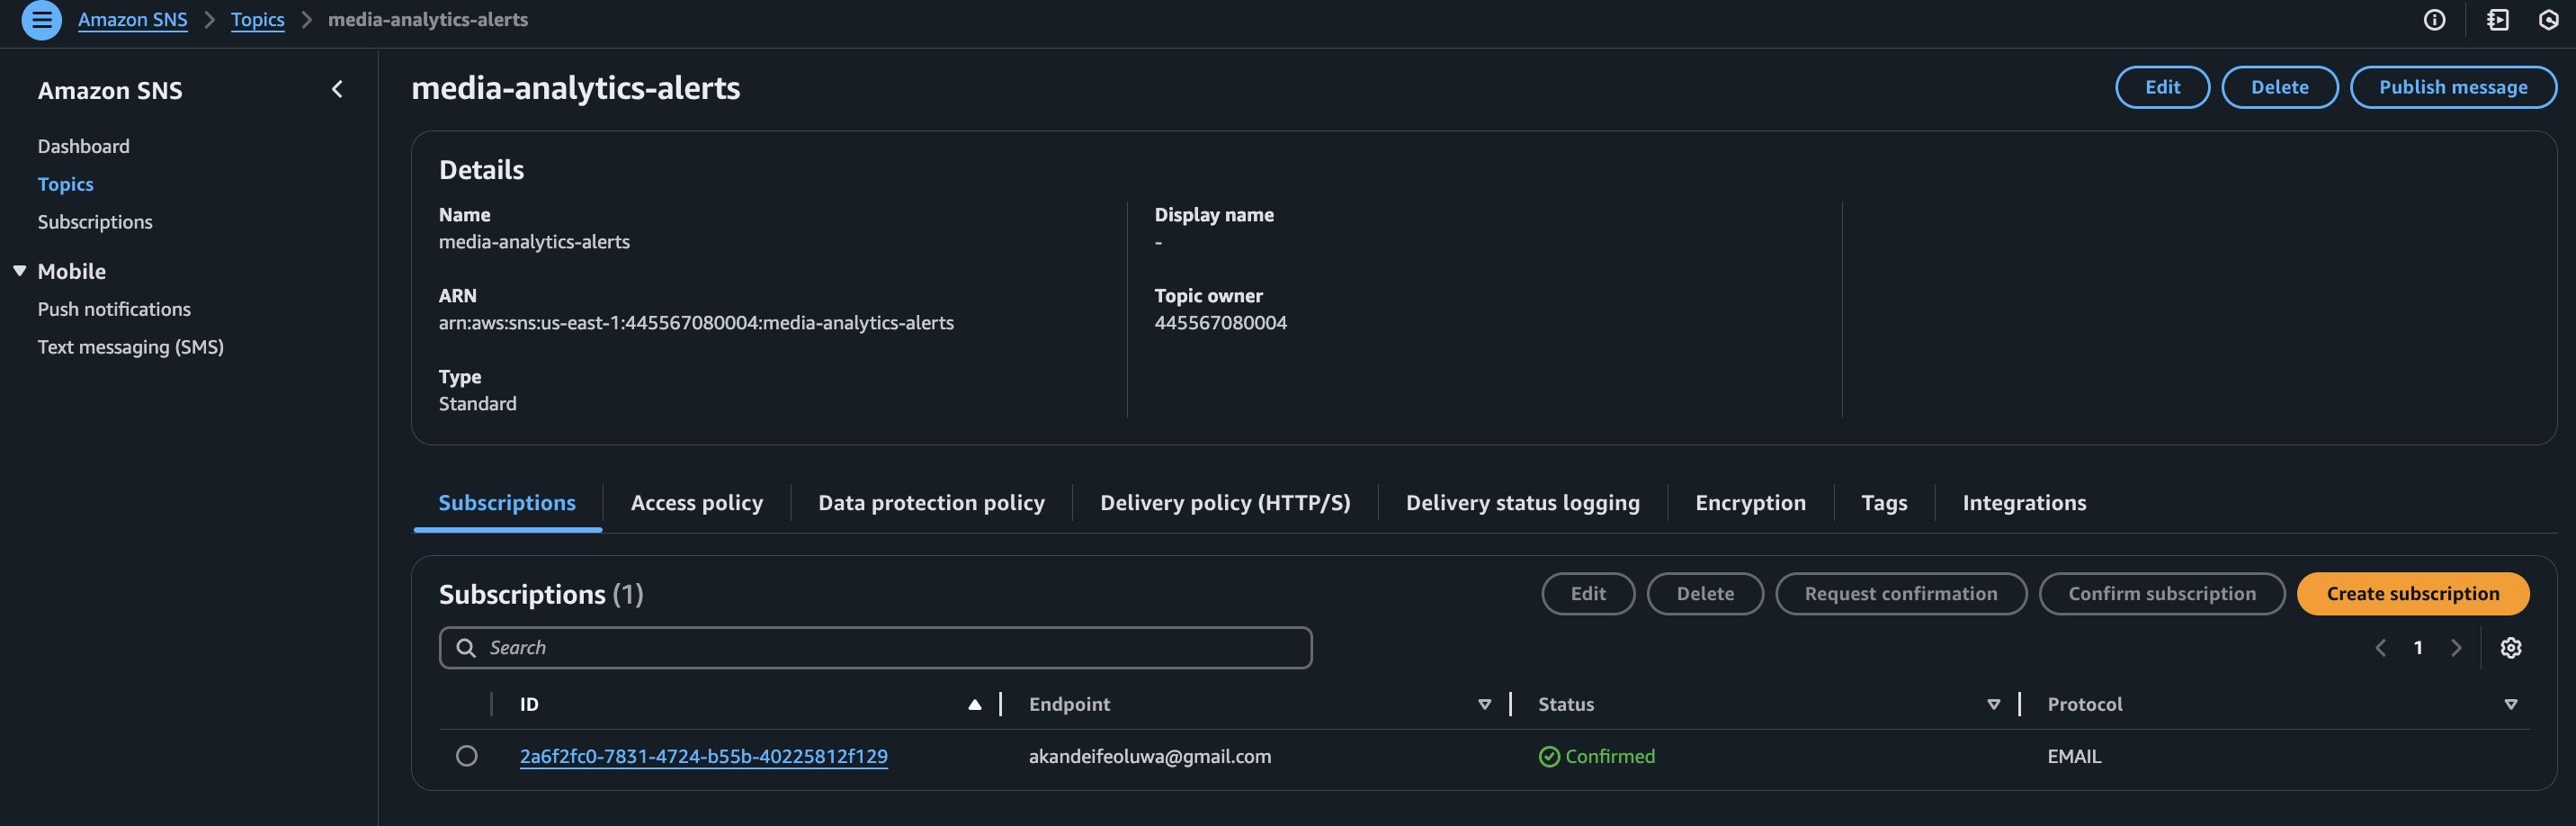 Amazon SNS > Topics > media-analytics-alerts
Amazon SNS
Dashboard
Topics
Subscriptions
Mobile
Push notifications
Text messaging (SMS)
media-analytics-alerts
Edit
Delete
Publish message
Details
Name
media-analytics-alerts
ARN
arn:aws:sns:us-east-1:445567080004:media-analytics-alerts
Type
Standard
Display name
-
Topic owner
445567080004
Subscriptions
Access policy
Data protection policy
Delivery policy (HTTP/S)
Delivery status logging
Encryption
Tags
Integrations
Subscriptions (1)
Edit
Delete
Request confirmation
Confirm subscription
Create subscription
Search
1
ID Endpoint Status Protocol
2a6f2fc0-7831-4724-b55b-40225812f129 akandeifeoluwa@gmail.com Confirmed EMAIL